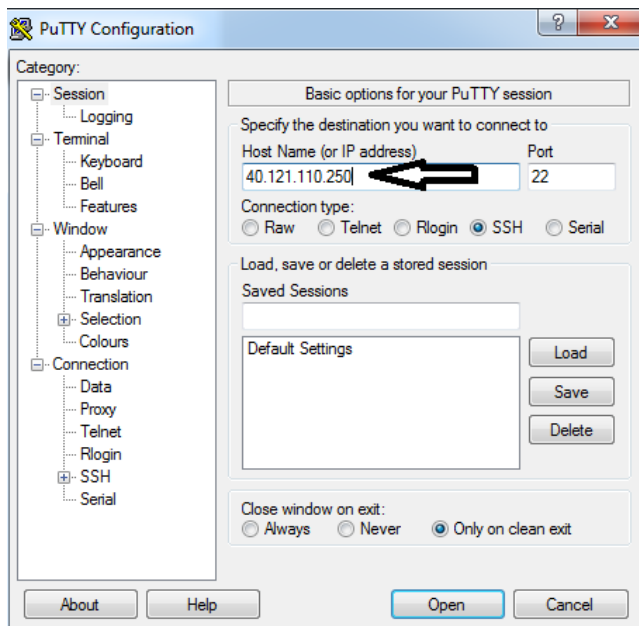 PuTTY Configuration
Category:
Session
Logging
Terminal
Keyboard
Bell
Features
Window
Appearance
Behaviour
Translation
Selection
Colours
Connection
Data
Proxy
Telnet
Rlogin
SSH
Serial
Basic options for your PuTTY session
Specify the destination you want to connect to
Host Name (or IP address) Port
40.121.110.250 22
Connection type:
Raw Telnet Rlogin SSH Serial
Load, save or delete a stored session
Saved Sessions
Default Settings
Load
Save
Delete
Close window on exit:
Always Never Only on clean exit
About Help Open Cancel